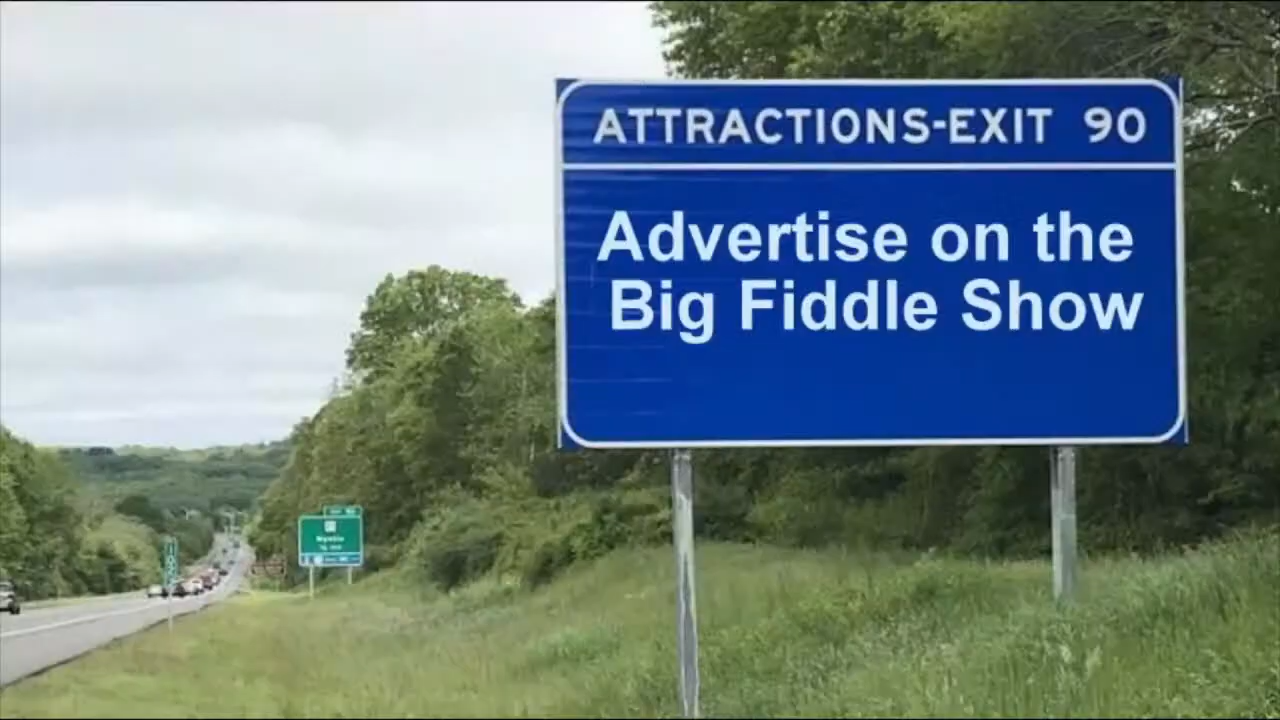 ATTRACTIONS-EXIT 90
Advertise on the
Big Fiddle Show